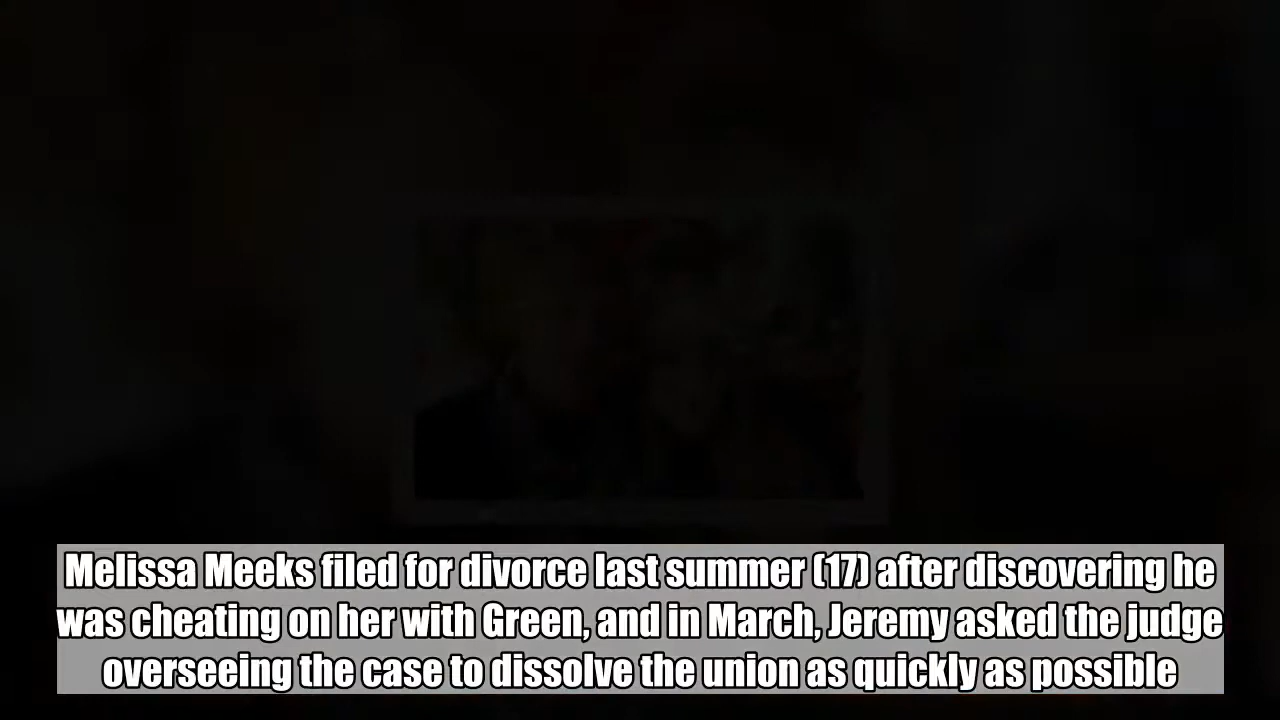 Melissa Meeks filed for divorce last summer (17) after discovering he
was cheating on her with Green, and in March, Jeremy asked the judge
overseeing the case to dissolve the union as quickly as possible